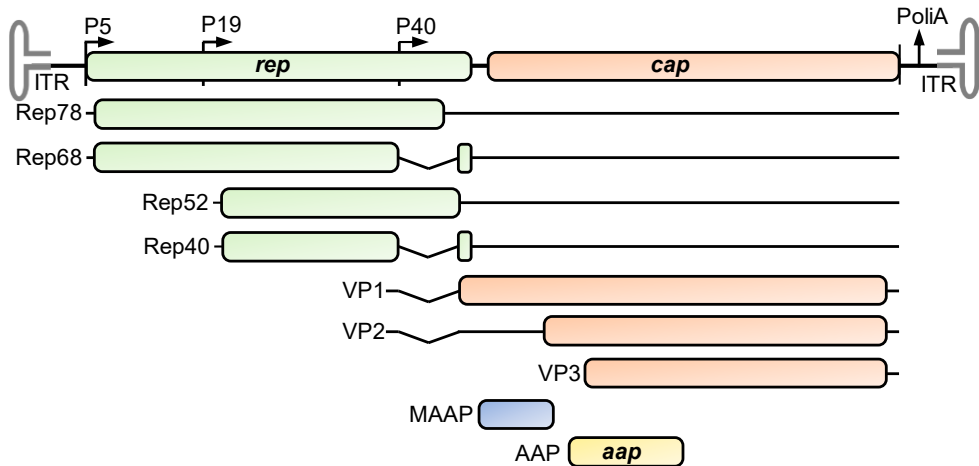 P5
P19
P40
PoliA
ITR
rep
cap
ITR
Rep78
Rep68
Rep52
Rep40
VP1
VP2
VP3
MAAP
AAP
aap